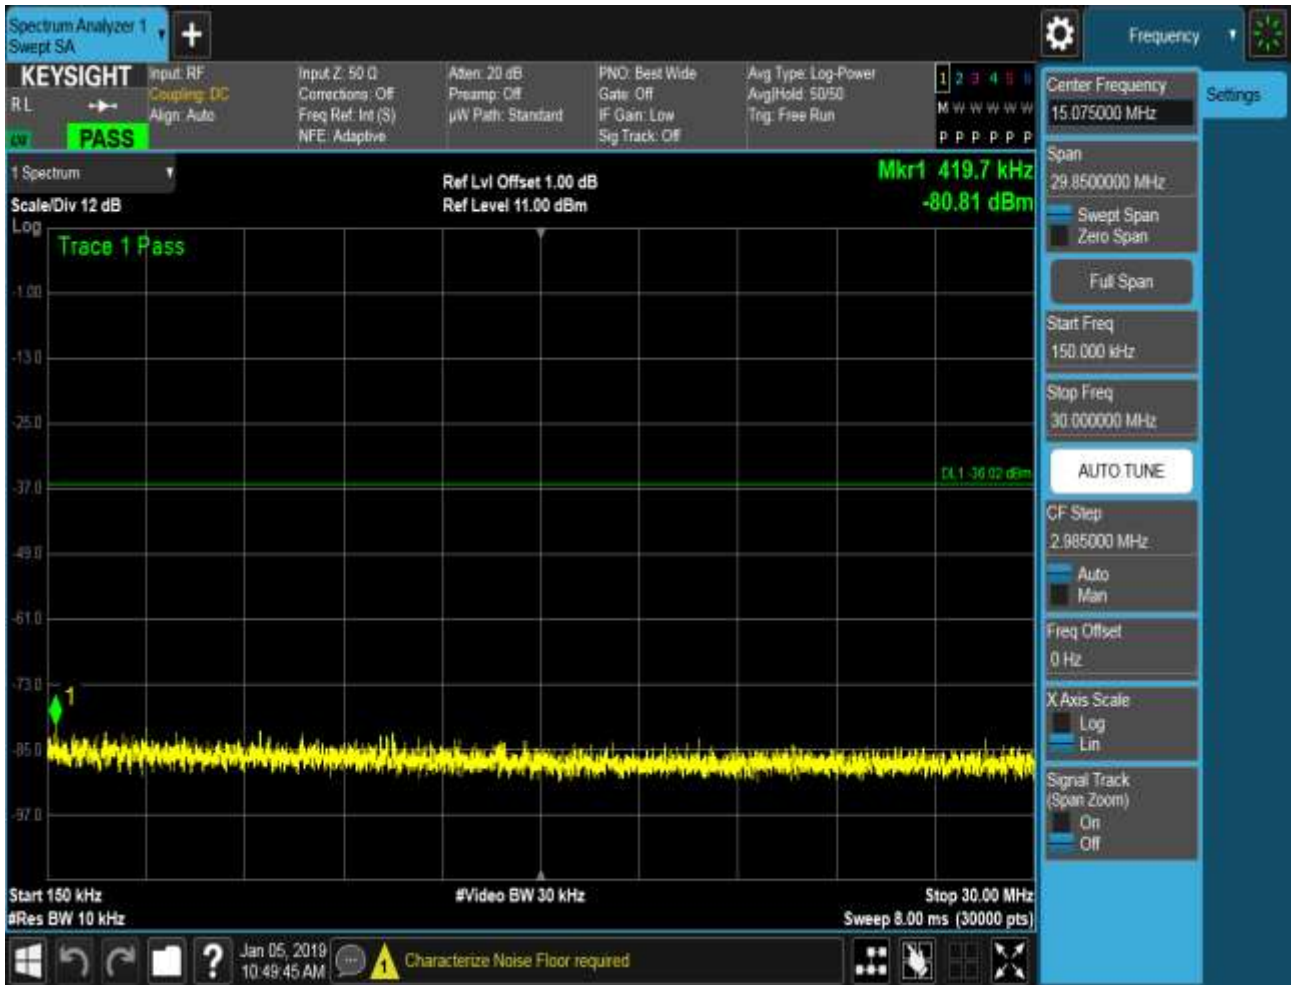 Spectrum Analyzer 1
Swept SA
+
Frequency
KEYSIGHT
Input: RF
Coupling: DC
Align: Auto
Input Z: 50 Ω
Corrections: Off
Freq Ref: Int (S)
NFE: Adaptive
Atten: 20 dB
Preamp: Off
µW Path: Standard
PNO: Best Wide
Gate: Off
IF Gain: Low
Sig Track: Off
Avg Type: Log-Power
Avg|Hold: 50/50
Trig: Free Run
1 2 3 4 5 6
M W W W W W
P P P P P P
R L
PASS
1 Spectrum
Scale/Div 12 dB
Ref Lvl Offset 1.00 dB
Ref Level 11.00 dBm
Mkr1 419.7 kHz
-80.81 dBm
Log
Trace 1 Pass
-1.00
-13.0
-25.0
-37.0
-49.0
-61.0
-73.0
-85.0
-97.0
DL1 -36.02 dBm
1
Start 150 kHz
#Res BW 10 kHz
#Video BW 30 kHz
Stop 30.00 MHz
Sweep 8.00 ms (30000 pts)
Center Frequency
15.075000 MHz
Settings
Span
29.8500000 MHz
Swept Span
Zero Span
Full Span
Start Freq
150.000 kHz
Stop Freq
30.000000 MHz
AUTO TUNE
CF Step
2.985000 MHz
Auto
Man
Freq Offset
0 Hz
X Axis Scale
Log
Lin
Signal Track
(Span Zoom)
On
Off
?
Jan 05, 2019
10:49:45 AM
1
Characterize Noise Floor required